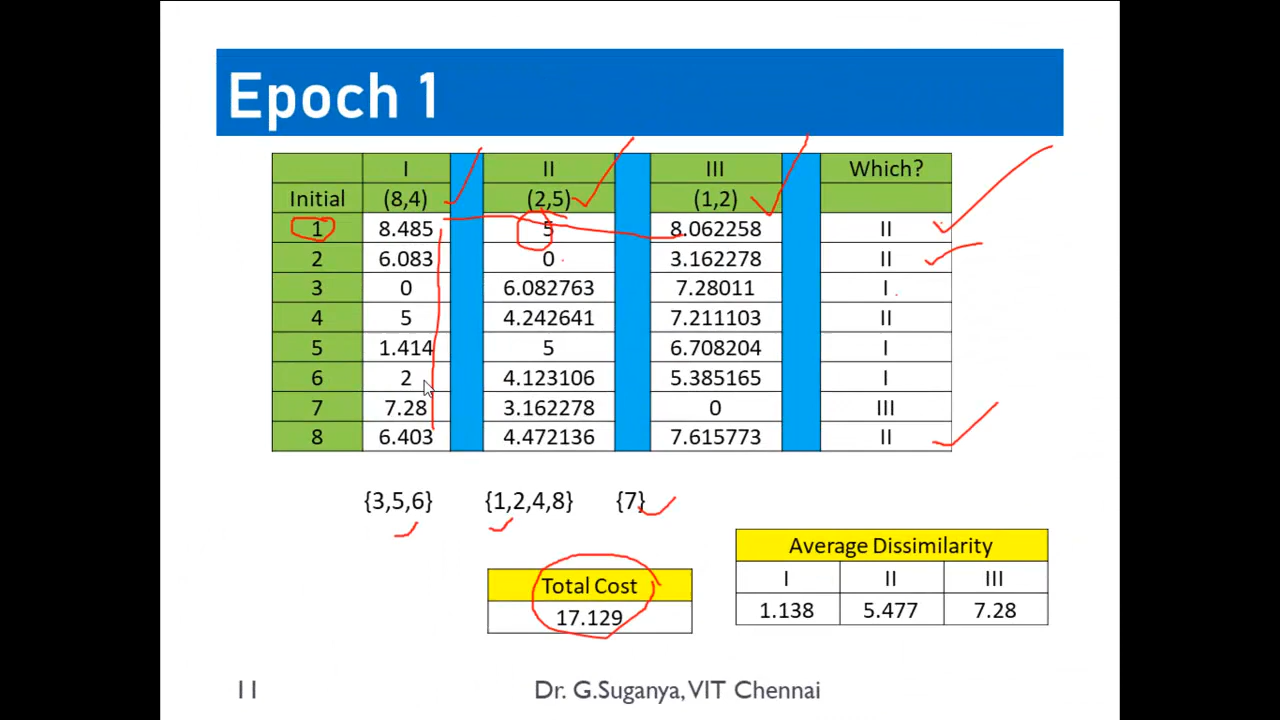 Epoch 1
I II III Which?
Initial (8,4) (2,5) (1,2)
1 8.485 5 8.062258 II
2 6.083 0 3.162278 II
3 0 6.082763 7.28011 I
4 5 4.242641 7.211103 II
5 1.414 5 6.708204 I
6 2 4.123106 5.385165 I
7 7.28 3.162278 0 III
8 6.403 4.472136 7.615773 II
{3,5,6} {1,2,4,8} {7}
Average Dissimilarity
I II III
1.138 5.477 7.28
Total Cost
17.129
11 Dr. G.Suganya, VIT Chennai